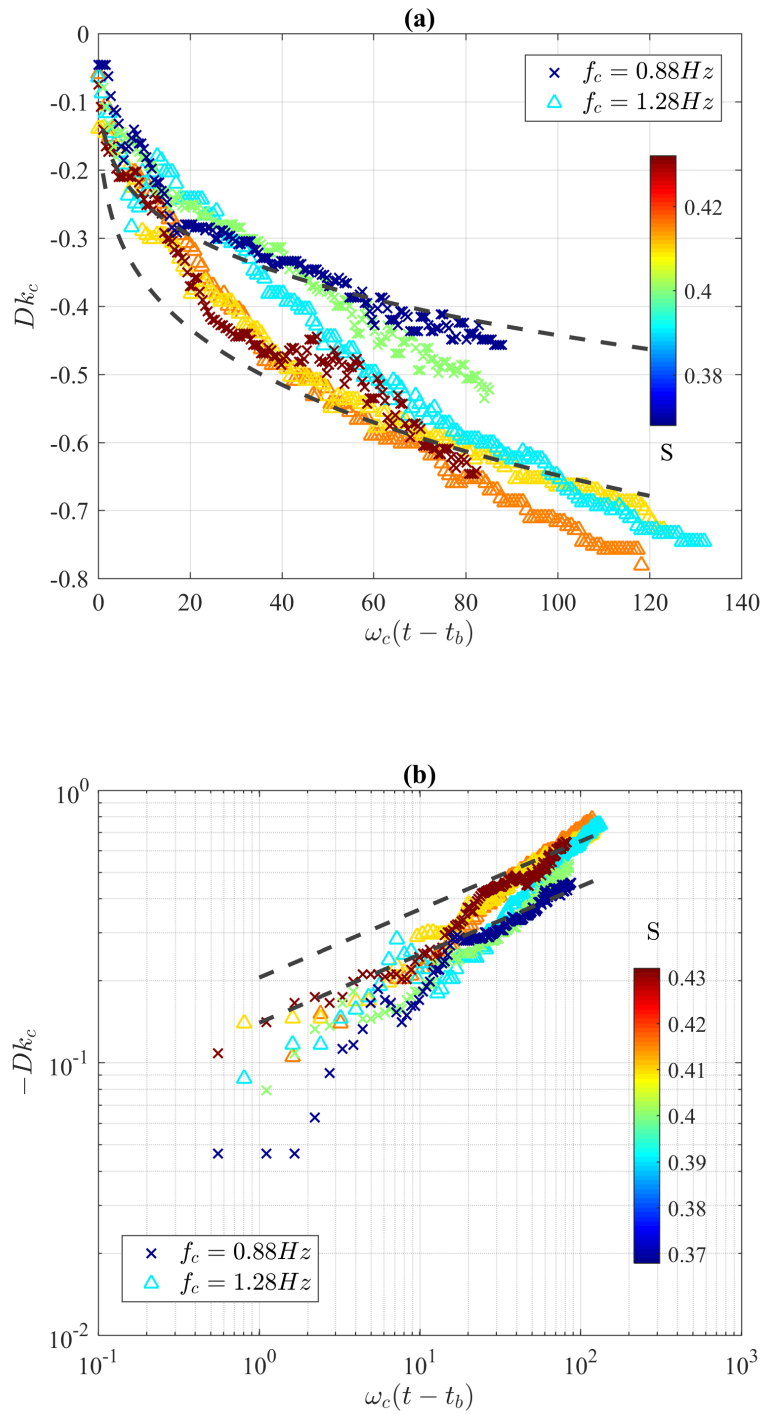 (a)
0
-0.1
-0.2
-0.3
-0.4
-0.5
-0.6
-0.7
-0.8
Dk_c
f_c = 0.88Hz
f_c = 1.28Hz
0.42
0.4
0.38
S
0 20 40 60 80 100 120 140
ω_c(t − t_b)
(b)
10^0
10^-1
10^-2
−Dk_c
S
0.43
0.42
0.41
0.4
0.39
0.38
0.37
f_c = 0.88Hz
f_c = 1.28Hz
10^-1 10^0 10^1 10^2 10^3
ω_c(t − t_b)